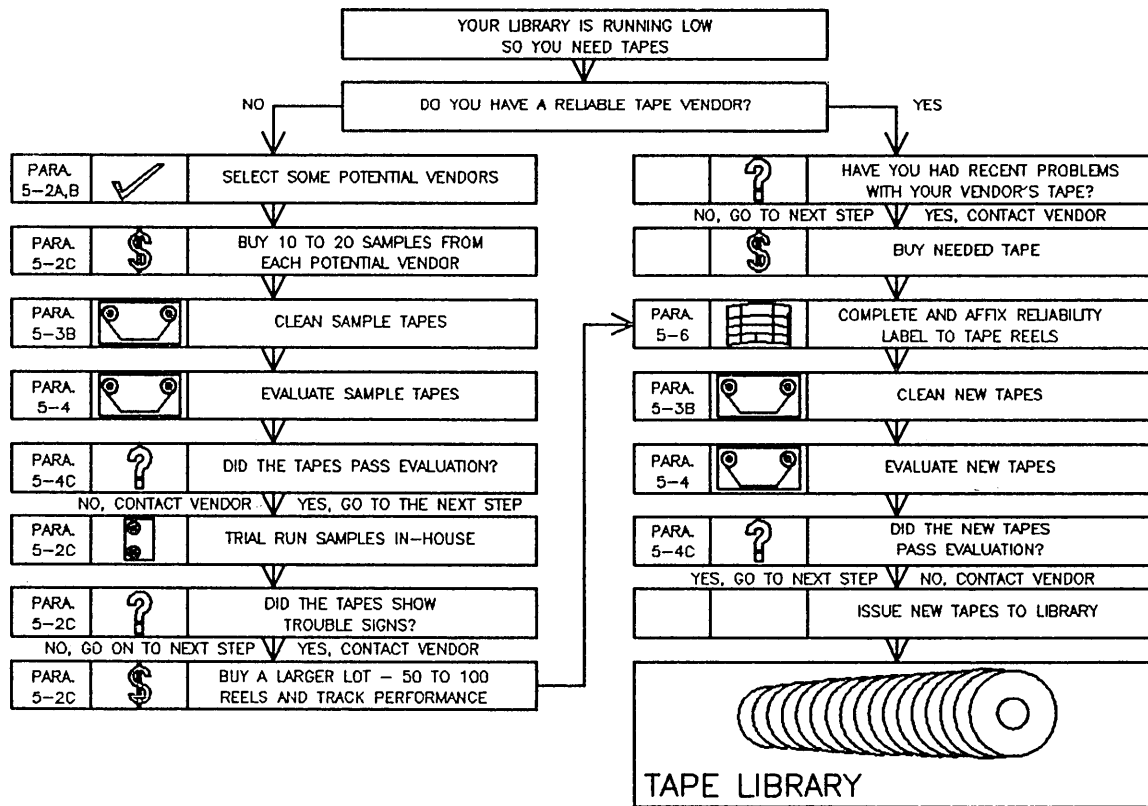 YOUR LIBRARY IS RUNNING LOW
SO YOU NEED TAPES
DO YOU HAVE A RELIABLE TAPE VENDOR?
NO
YES
PARA.
5-2A,B
SELECT SOME POTENTIAL VENDORS
PARA.
5-2C
$
BUY 10 TO 20 SAMPLES FROM
EACH POTENTIAL VENDOR
PARA.
5-3B
CLEAN SAMPLE TAPES
PARA.
5-4
EVALUATE SAMPLE TAPES
PARA.
5-4C
?
DID THE TAPES PASS EVALUATION?
NO, CONTACT VENDOR
YES, GO TO THE NEXT STEP
PARA.
5-2C
TRIAL RUN SAMPLES IN-HOUSE
PARA.
5-2C
?
DID THE TAPES SHOW
TROUBLE SIGNS?
NO, GO ON TO NEXT STEP
YES, CONTACT VENDOR
PARA.
5-2C
$
BUY A LARGER LOT - 50 TO 100
REELS AND TRACK PERFORMANCE
?
HAVE YOU HAD RECENT PROBLEMS
WITH YOUR VENDOR'S TAPE?
NO, GO TO NEXT STEP
YES, CONTACT VENDOR
$
BUY NEEDED TAPE
PARA.
5-6
COMPLETE AND AFFIX RELIABILITY
LABEL TO TAPE REELS
PARA.
5-3B
CLEAN NEW TAPES
PARA.
5-4
EVALUATE NEW TAPES
PARA.
5-4C
?
DID THE NEW TAPES
PASS EVALUATION?
YES, GO TO NEXT STEP
NO, CONTACT VENDOR
ISSUE NEW TAPES TO LIBRARY
TAPE LIBRARY